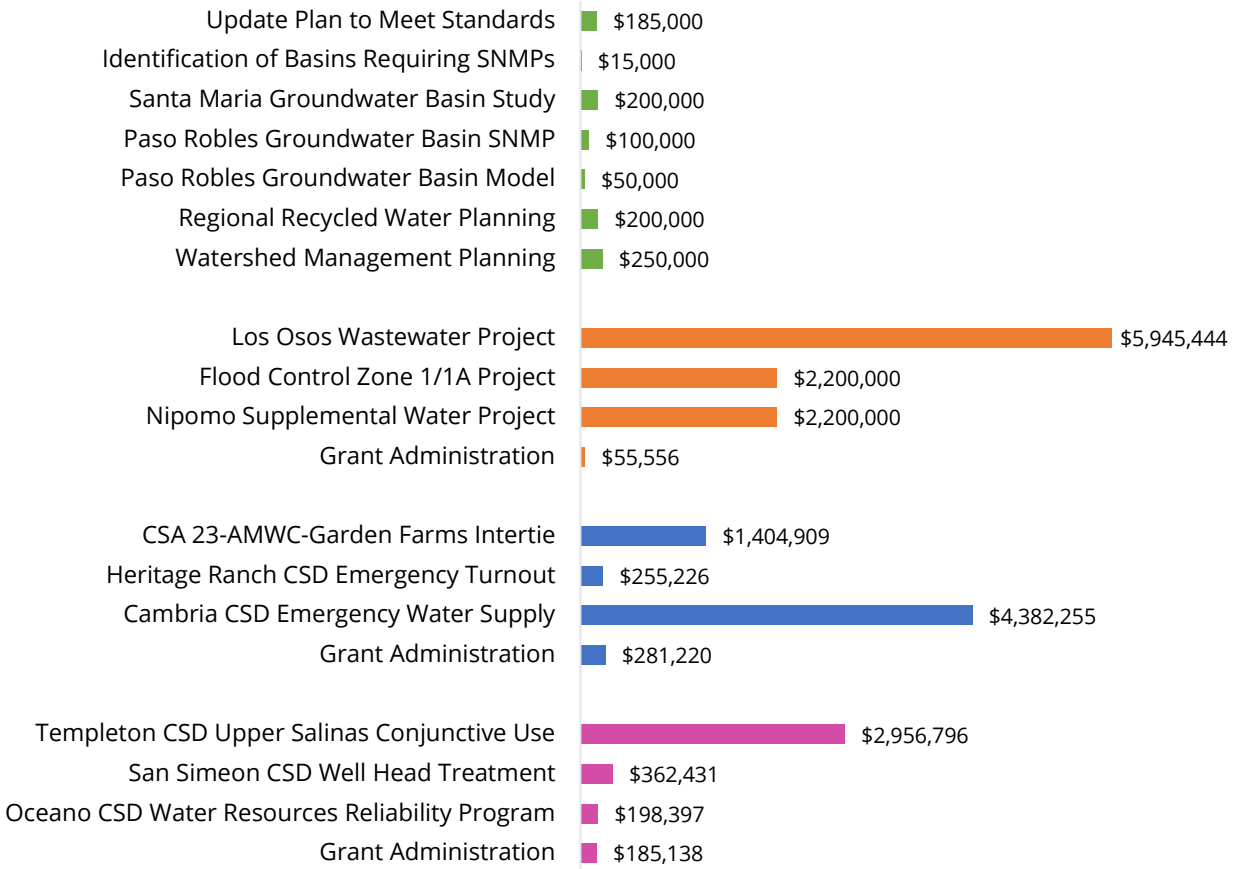 Update Plan to Meet Standards $185,000
Identification of Basins Requiring SNMPs $15,000
Santa Maria Groundwater Basin Study $200,000
Paso Robles Groundwater Basin SNMP $100,000
Paso Robles Groundwater Basin Model $50,000
Regional Recycled Water Planning $200,000
Watershed Management Planning $250,000
Los Osos Wastewater Project $5,945,444
Flood Control Zone 1/1A Project $2,200,000
Nipomo Supplemental Water Project $2,200,000
Grant Administration $55,556
CSA 23-AMWC-Garden Farms Intertie $1,404,909
Heritage Ranch CSD Emergency Turnout $255,226
Cambria CSD Emergency Water Supply $4,382,255
Grant Administration $281,220
Templeton CSD Upper Salinas Conjunctive Use $2,956,796
San Simeon CSD Well Head Treatment $362,431
Oceano CSD Water Resources Reliability Program $198,397
Grant Administration $185,138